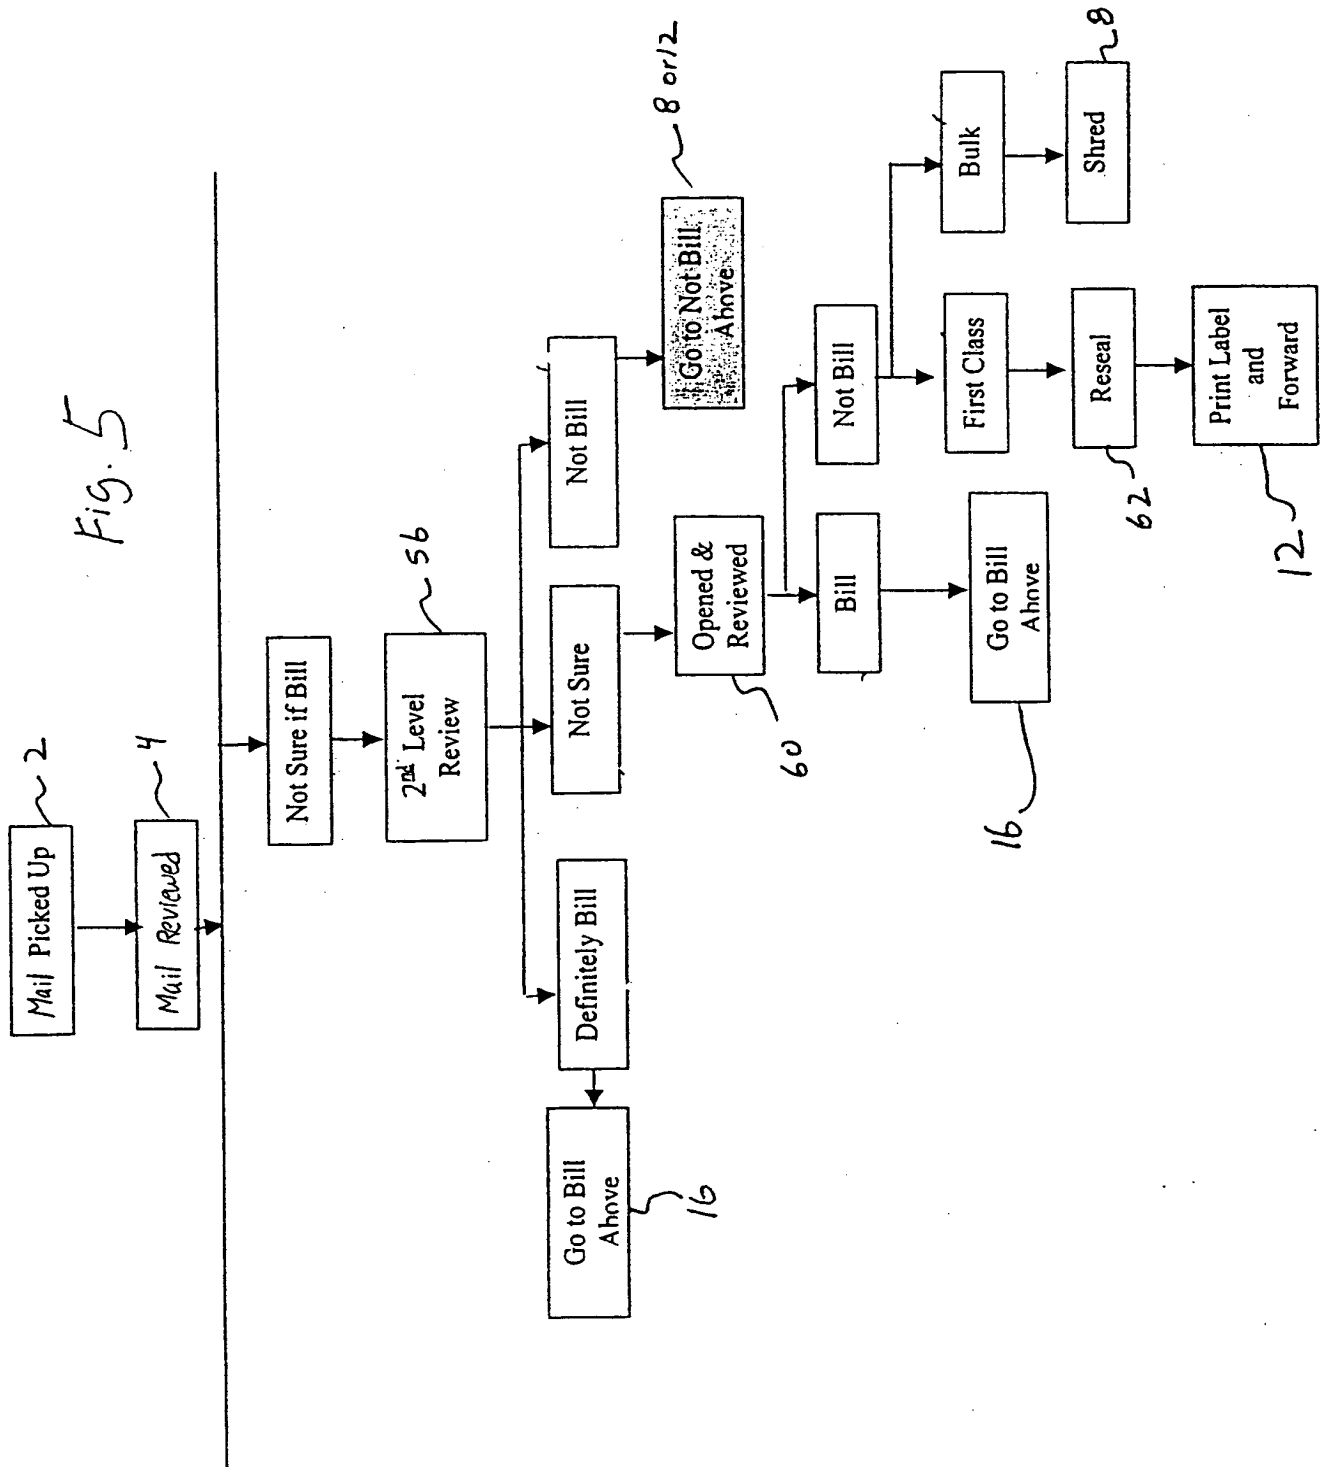 Fig. 5
Mail Picked Up
2
Mail Reviewed
4
Not Sure if Bill
2nd Level
Review
56
Definitely Bill
Not Sure
Not Bill
Go to Bill
Above
16
Opened &
Reviewed
60
Go to Not Bill
Above
8 or 12
Bill
Not Bill
Go to Bill
Above
16
First Class
Bulk
Reseal
62
Shred
8
Print Label
and
Forward
12